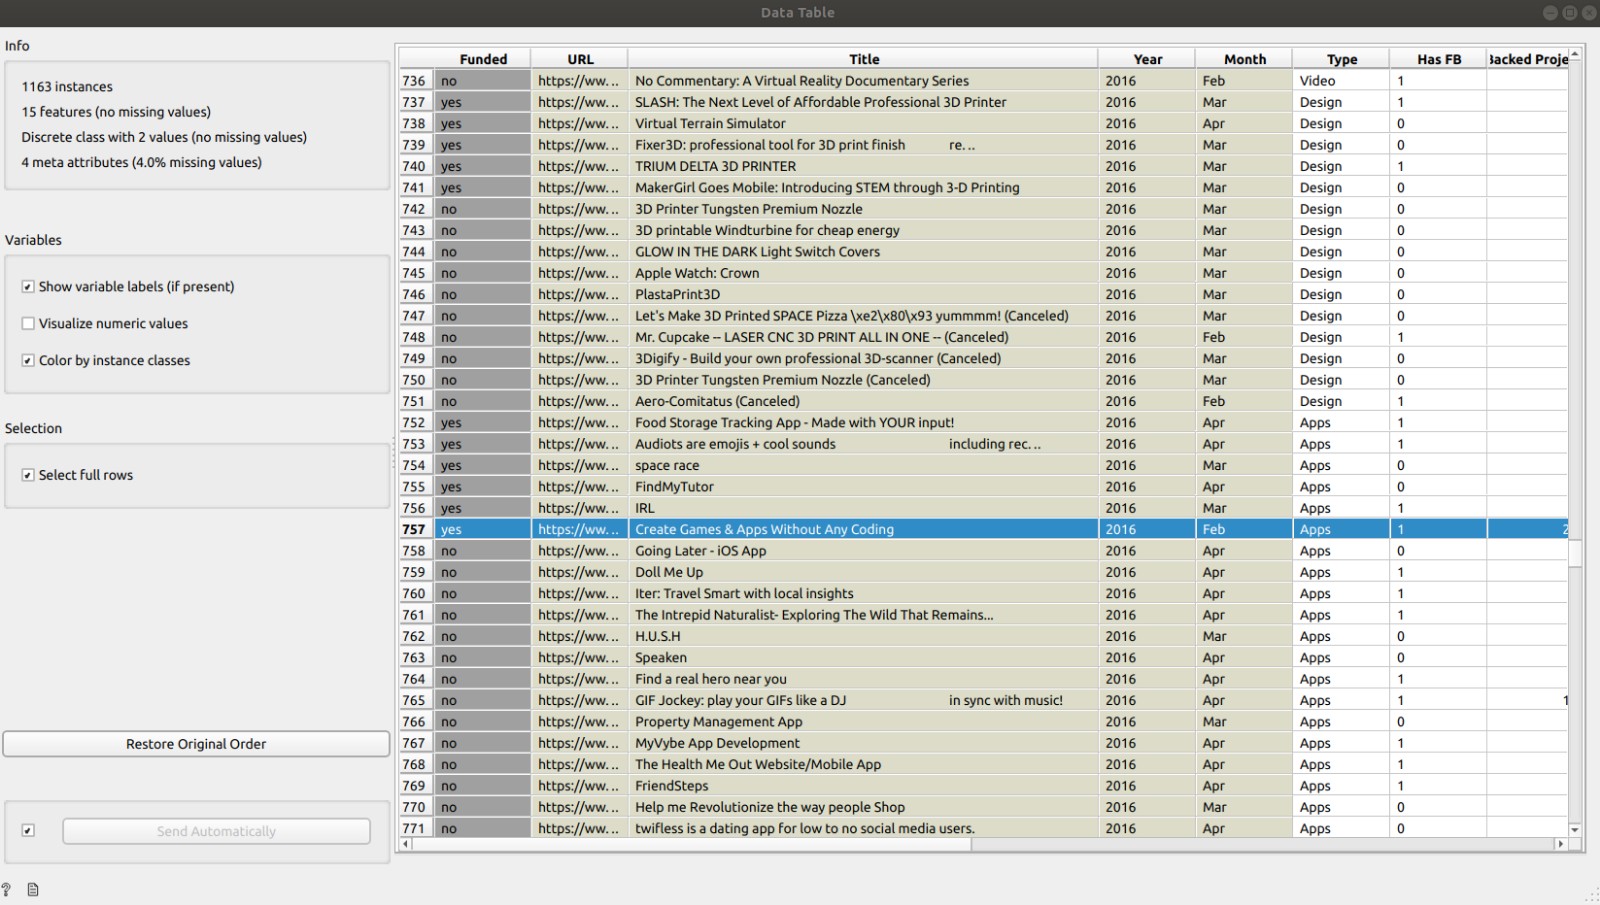 Data Table
Info
1163 instances
15 features (no missing values)
Discrete class with 2 values (no missing values)
4 meta attributes (4.0% missing values)
Variables
Show variable labels (if present)
Visualize numeric values
Color by instance classes
Selection
Select full rows
Restore Original Order
Send Automatically
Funded URL Title Year Month Type Has FB Backed Proje
736 no https://ww... No Commentary: A Virtual Reality Documentary Series 2016 Feb Video 1
737 yes https://ww... SLASH: The Next Level of Affordable Professional 3D Printer 2016 Mar Design 1
738 yes https://ww... Virtual Terrain Simulator 2016 Apr Design 0
739 yes https://ww... Fixer3D: professional tool for 3D print finish re... 2016 Mar Design 0
740 yes https://ww... TRIUM DELTA 3D PRINTER 2016 Mar Design 1
741 yes https://ww... MakerGirl Goes Mobile: Introducing STEM through 3-D Printing 2016 Mar Design 0
742 no https://ww... 3D Printer Tungsten Premium Nozzle 2016 Mar Design 0
743 no https://ww... 3D printable Windturbine for cheap energy 2016 Mar Design 0
744 no https://ww... GLOW IN THE DARK Light Switch Covers 2016 Mar Design 0
745 no https://ww... Apple Watch: Crown 2016 Mar Design 0
746 no https://ww... PlastaPrint3D 2016 Mar Design 0
747 no https://ww... Let's Make 3D Printed SPACE Pizza \xe2\x80\x93 yummmm! (Canceled) 2016 Mar Design 0
748 no https://ww... Mr. Cupcake -- LASER CNC 3D PRINT ALL IN ONE -- (Canceled) 2016 Feb Design 1
749 no https://ww... 3Digify - Build your own professional 3D-scanner (Canceled) 2016 Mar Design 0
750 no https://ww... 3D Printer Tungsten Premium Nozzle (Canceled) 2016 Mar Design 0
751 no https://ww... Aero-Comitatus (Canceled) 2016 Feb Design 1
752 yes https://ww... Food Storage Tracking App - Made with YOUR input! 2016 Apr Apps 1
753 yes https://ww... Audiots are emojis + cool sounds including rec... 2016 Apr Apps 1
754 yes https://ww... space race 2016 Mar Apps 0
755 yes https://ww... FindMyTutor 2016 Apr Apps 0
756 yes https://ww... IRL 2016 Mar Apps 1
757 yes https://ww... Create Games & Apps Without Any Coding 2016 Feb Apps 1 2
758 no https://ww... Going Later - iOS App 2016 Apr Apps 0
759 no https://ww... Doll Me Up 2016 Apr Apps 1
760 no https://ww... Iter: Travel Smart with local insights 2016 Apr Apps 1
761 no https://ww... The Intrepid Naturalist- Exploring The Wild That Remains... 2016 Apr Apps 1
762 no https://ww... H.U.S.H 2016 Mar Apps 0
763 no https://ww... Speaken 2016 Apr Apps 0
764 no https://ww... Find a real hero near you 2016 Apr Apps 1
765 no https://ww... GIF Jockey: play your GIFs like a DJ in sync with music! 2016 Apr Apps 1 1
766 no https://ww... Property Management App 2016 Mar Apps 0
767 no https://ww... MyVybe App Development 2016 Apr Apps 1
768 no https://ww... The Health Me Out Website/Mobile App 2016 Apr Apps 1
769 no https://ww... FriendSteps 2016 Apr Apps 1
770 no https://ww... Help me Revolutionize the way people Shop 2016 Mar Apps 0
771 no https://ww... twifless is a dating app for low to no social media users. 2016 Apr Apps 0